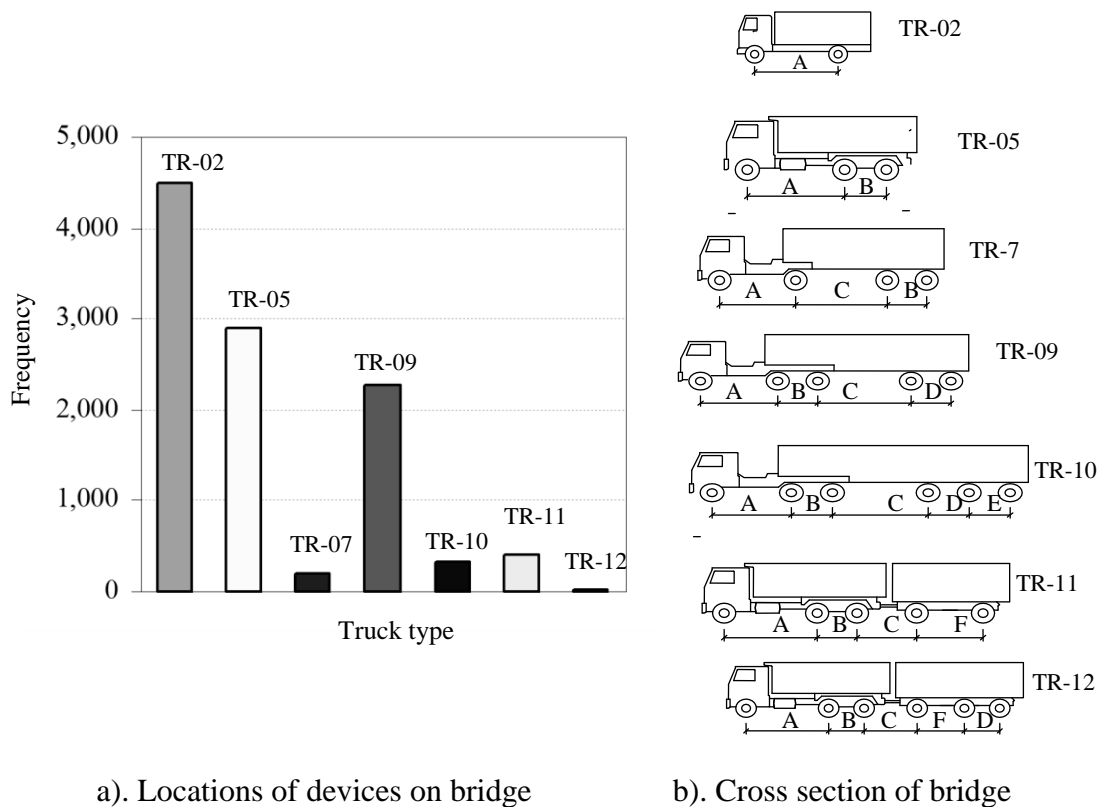 5,000
4,000
3,000
2,000
1,000
0
Frequency
TR-02
TR-05
TR-07
TR-09
TR-10
TR-11
TR-12
Truck type
TR-02
A
TR-05
A B
TR-7
A C B
TR-09
A B C D
TR-10
A B C D E
TR-11
A B C F
TR-12
A B C F D
a). Locations of devices on bridge
b). Cross section of bridge